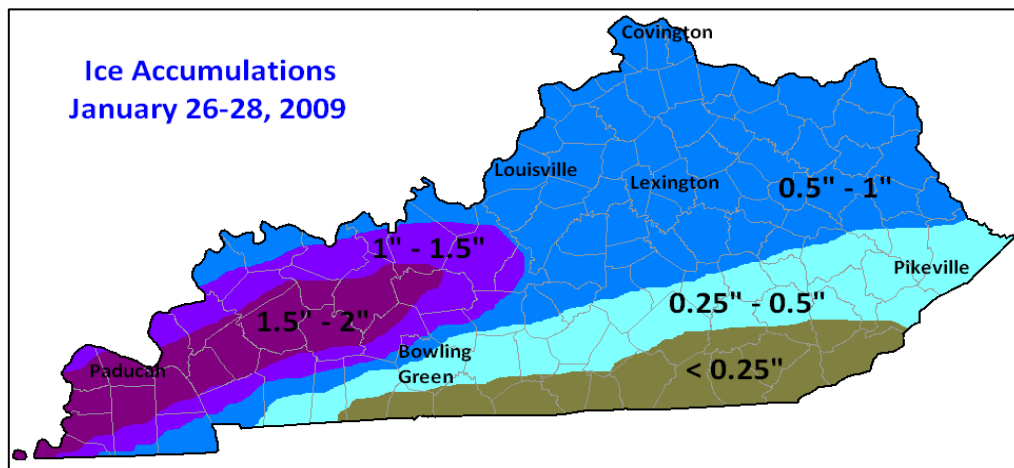 Ice Accumulations
January 26-28, 2009
Covington
Louisville
Lexington
0.5" - 1"
1" - 1.5"
Pikeville
0.25" - 0.5"
1.5" - 2"
Bowling
Green
Paducah
< 0.25"